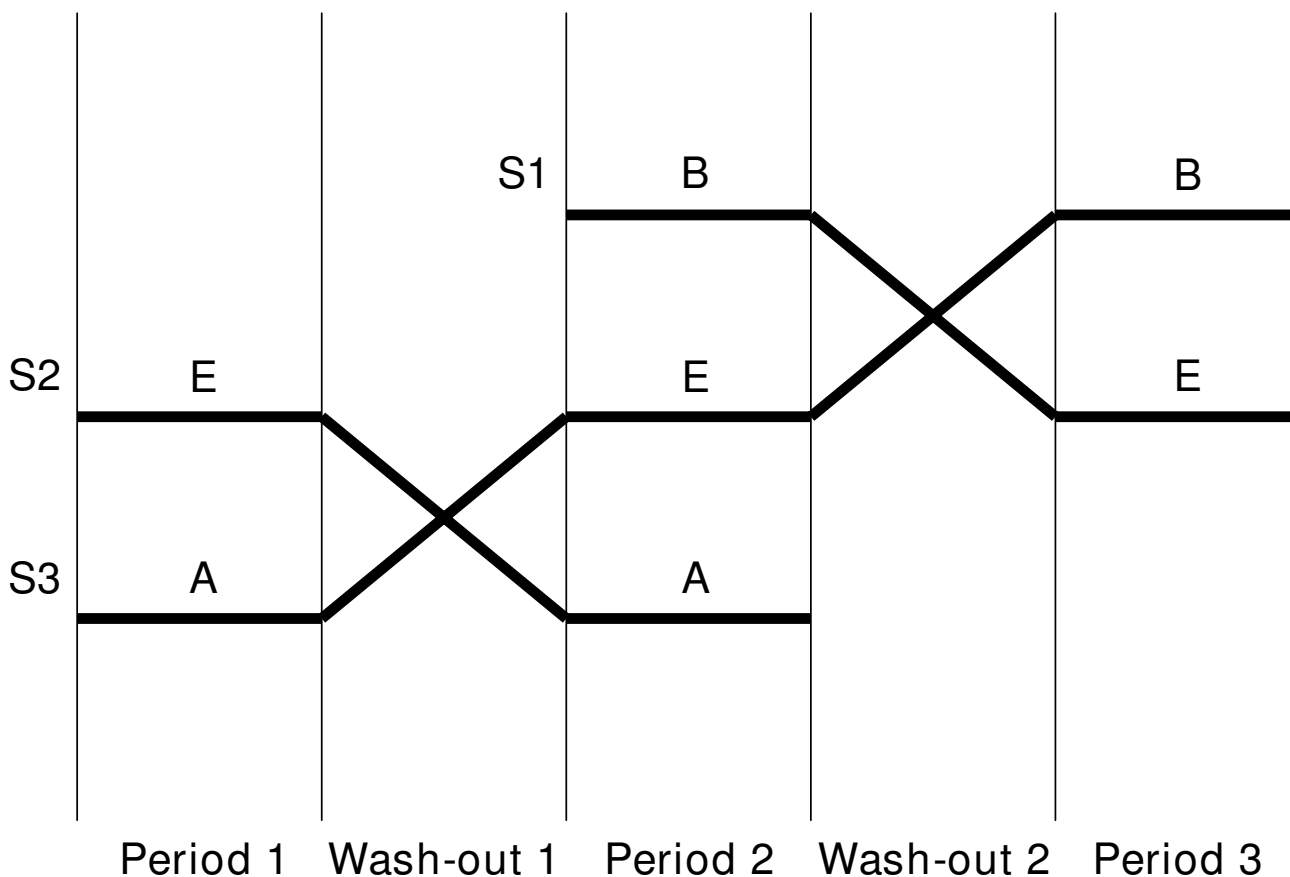 S1 B B
S2 E E E
S3 A A
Period 1 Wash-out 1 Period 2 Wash-out 2 Period 3